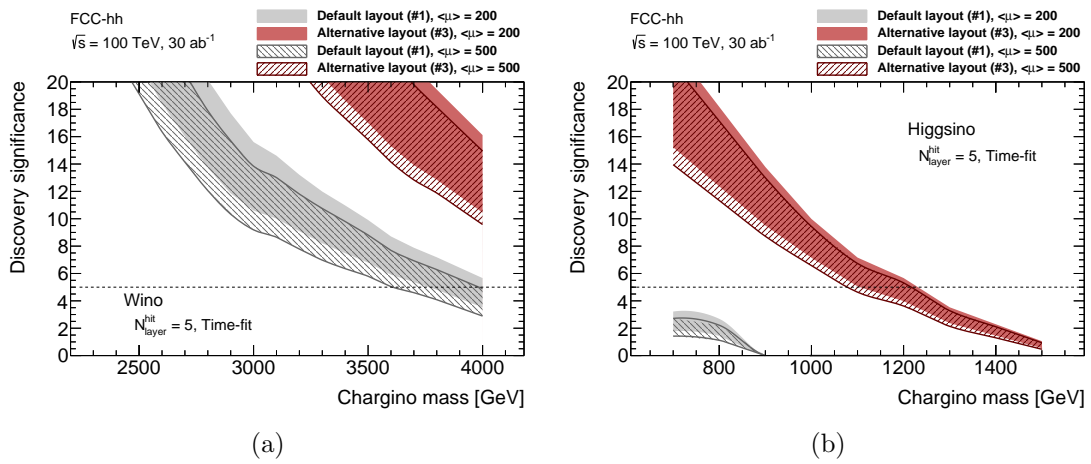 FCC-hh
√s = 100 TeV, 30 ab⁻¹
Default layout (#1), <μ> = 200
Alternative layout (#3), <μ> = 200
Default layout (#1), <μ> = 500
Alternative layout (#3), <μ> = 500
Discovery significance
20
18
16
14
12
10
8
6
4
2
0
Wino
N^hit_layer = 5, Time-fit
2500 3000 3500 4000
Chargino mass [GeV]
(a)
FCC-hh
√s = 100 TeV, 30 ab⁻¹
Default layout (#1), <μ> = 200
Alternative layout (#3), <μ> = 200
Default layout (#1), <μ> = 500
Alternative layout (#3), <μ> = 500
Discovery significance
20
18
16
14
12
10
8
6
4
2
0
Higgsino
N^hit_layer = 5, Time-fit
800 1000 1200 1400
Chargino mass [GeV]
(b)